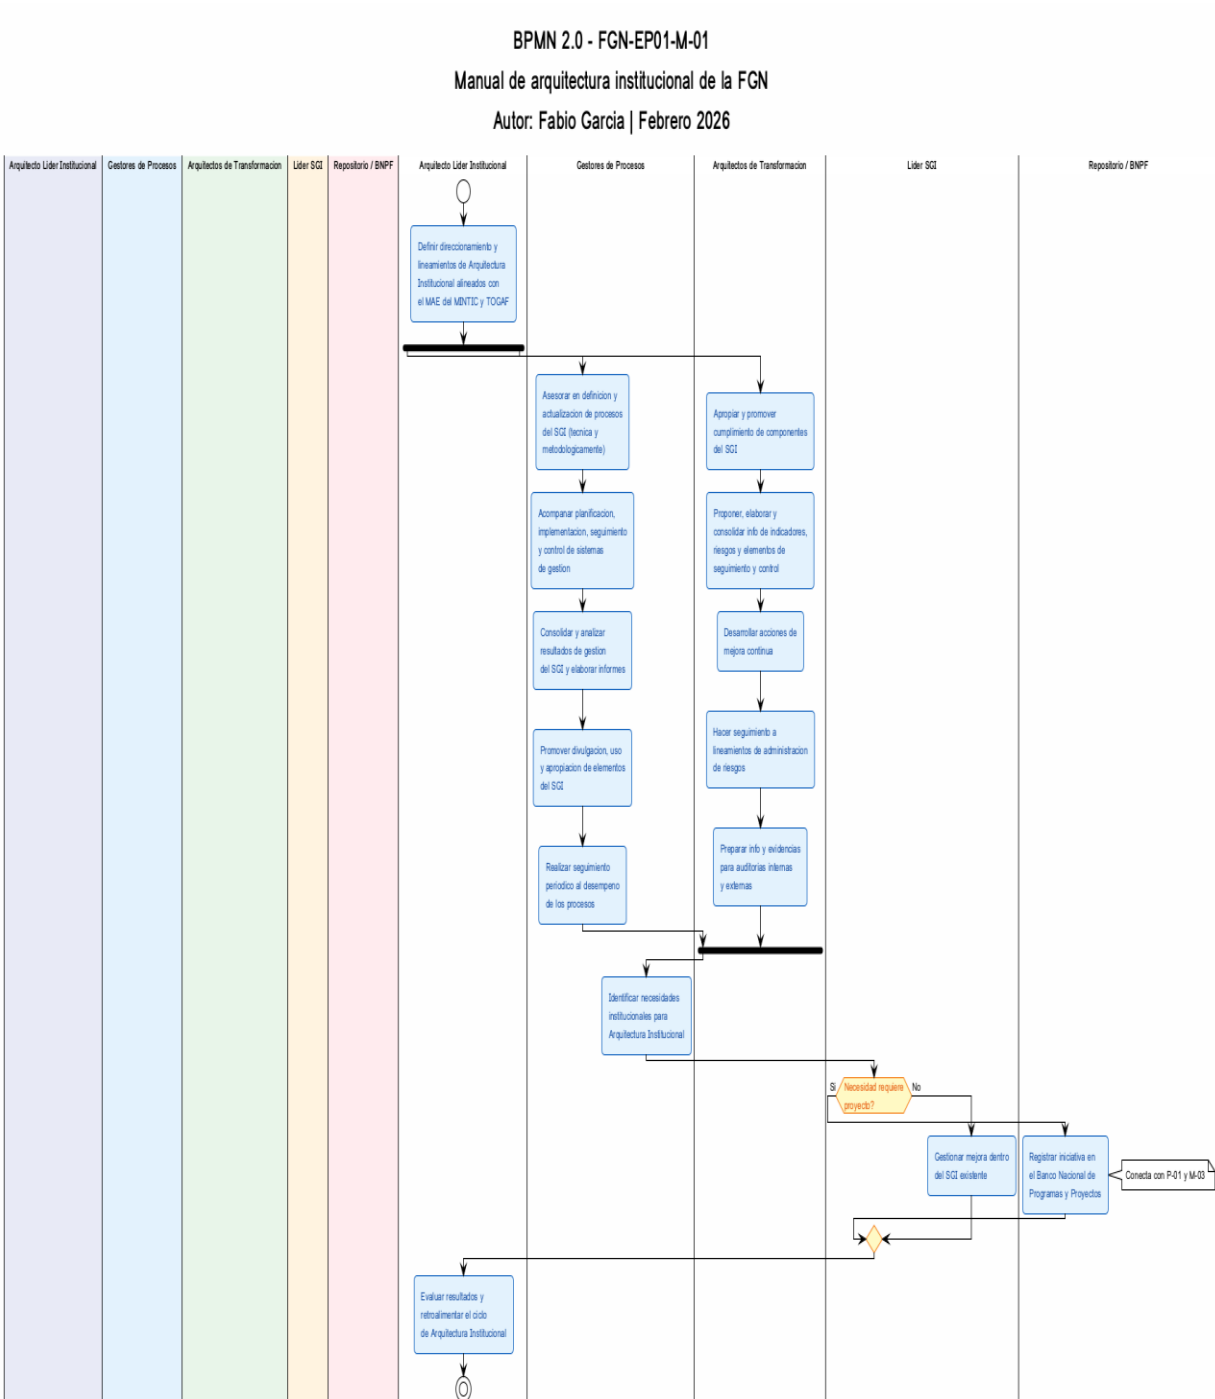 BPMN 2.0 - FGN-EP01-M-01
Manual de arquitectura institucional de la FGN
Autor: Fabio Garcia | Febrero 2026
Arquitecto Lider Institucional
Gestores de Procesos
Arquitectos de Transformacion
Lider SGI
Repositorio / BNPF
Arquitecto Lider Institucional
Gestores de Procesos
Arquitectos de Transformacion
Lider SGI
Repositorio / BNPF
Definir direccionamiento y
lineamientos de Arquitectura
Institucional alineados con
el MAE del MINTIC y TOGAF
Asesorar en definicion y
actualizacion de procesos
del SGI (tecnica y
metodologicamente)
Apropiar y promover
cumplimiento de componentes
del SGI
Acompanar planificacion,
implementacion, seguimiento
y control de sistemas
de gestion
Proponer, elaborar y
consolidar info de indicadores,
riesgos y elementos de
seguimiento y control
Consolidar y analizar
resultados de gestion
del SGI y elaborar informes
Desarrollar acciones de
mejora continua
Promover divulgacion, uso
y apropiacion de elementos
del SGI
Hacer seguimiento a
lineamientos de administracion
de riesgos
Realizar seguimiento
periodico al desempeno
de los procesos
Preparar info y evidencias
para auditorias internas
y externas
Identificar necesidades
institucionales para
Arquitectura Institucional
Si
Necesidad requiere
proyecto?
No
Gestionar mejora dentro
del SGI existente
Registrar iniciativa en
el Banco Nacional de
Programas y Proyectos
Conecta con P-01 y M-03
Evaluar resultados y
retroalimentar el ciclo
de Arquitectura Institucional